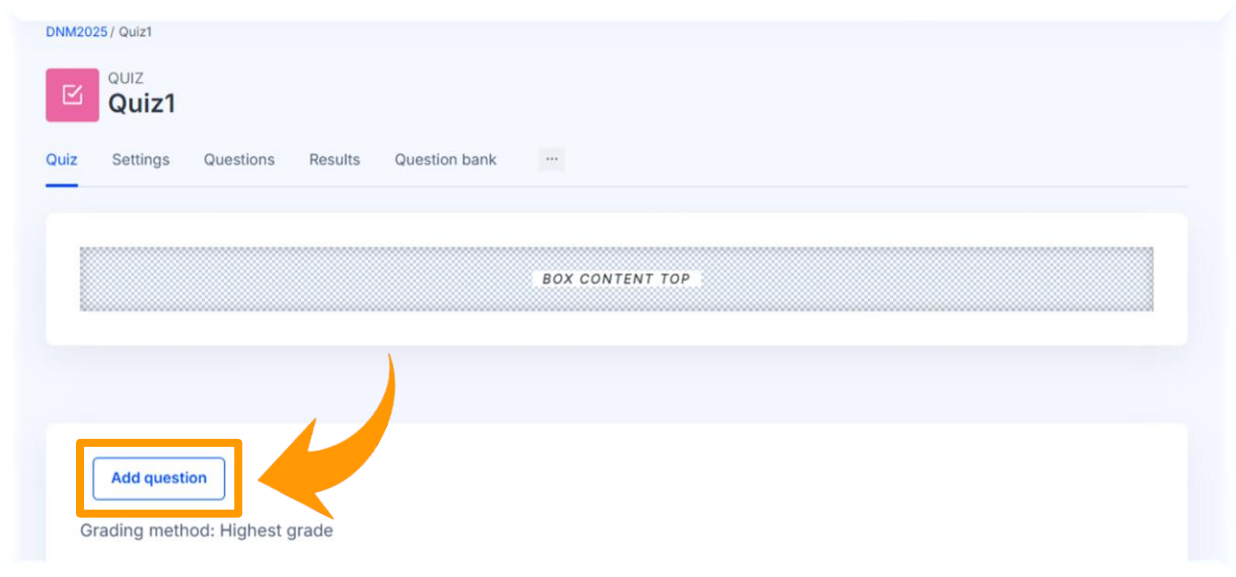 DNM2025 / Quiz1
QUIZ
Quiz1
Quiz Settings Questions Results Question bank ...
BOX CONTENT TOP
Add question
Grading method: Highest grade